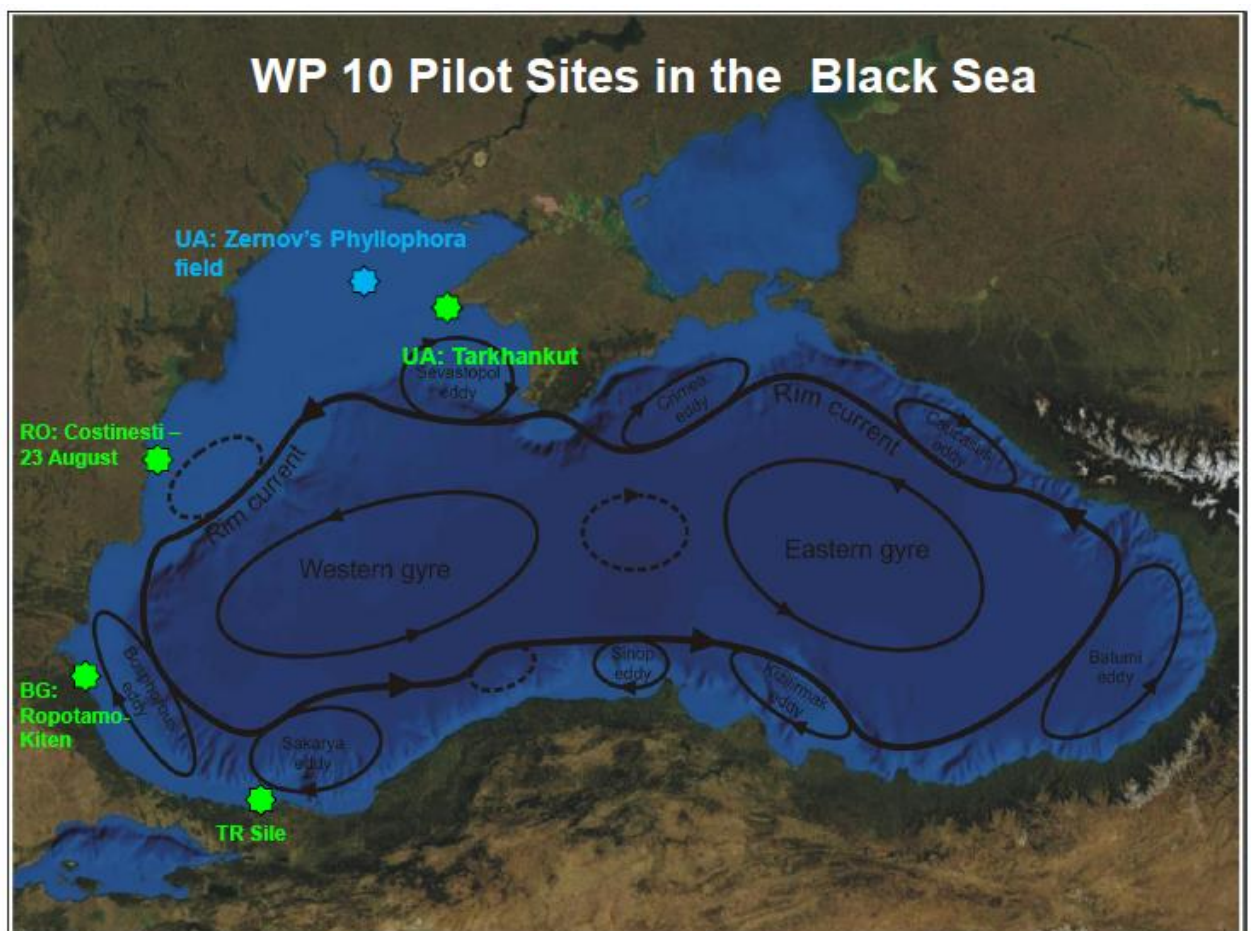 WP 10 Pilot Sites in the Black Sea
UA: Zernov's Phyllophora
field
UA: Tarkhankut
Sevastopol
eddy
Crimea
eddy
Rim current
Caucasus
eddy
RO: Costinesti –
23 August
Rim current
Western gyre
Eastern gyre
Bosphorous
eddy
Sinop
eddy
Kizilirmak
eddy
Batumi
eddy
BG:
Ropotamo-
Kiten
Sakarya
eddy
TR Sile